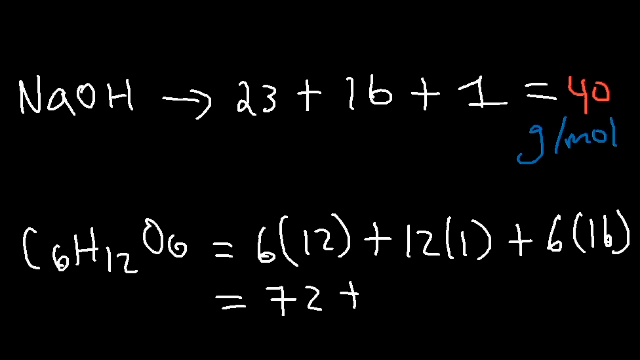 NaOH → 23 + 16 + 1 = 40
g/mol
C6H12O6 = 6(12) + 12(1) + 6(16)
= 72 +